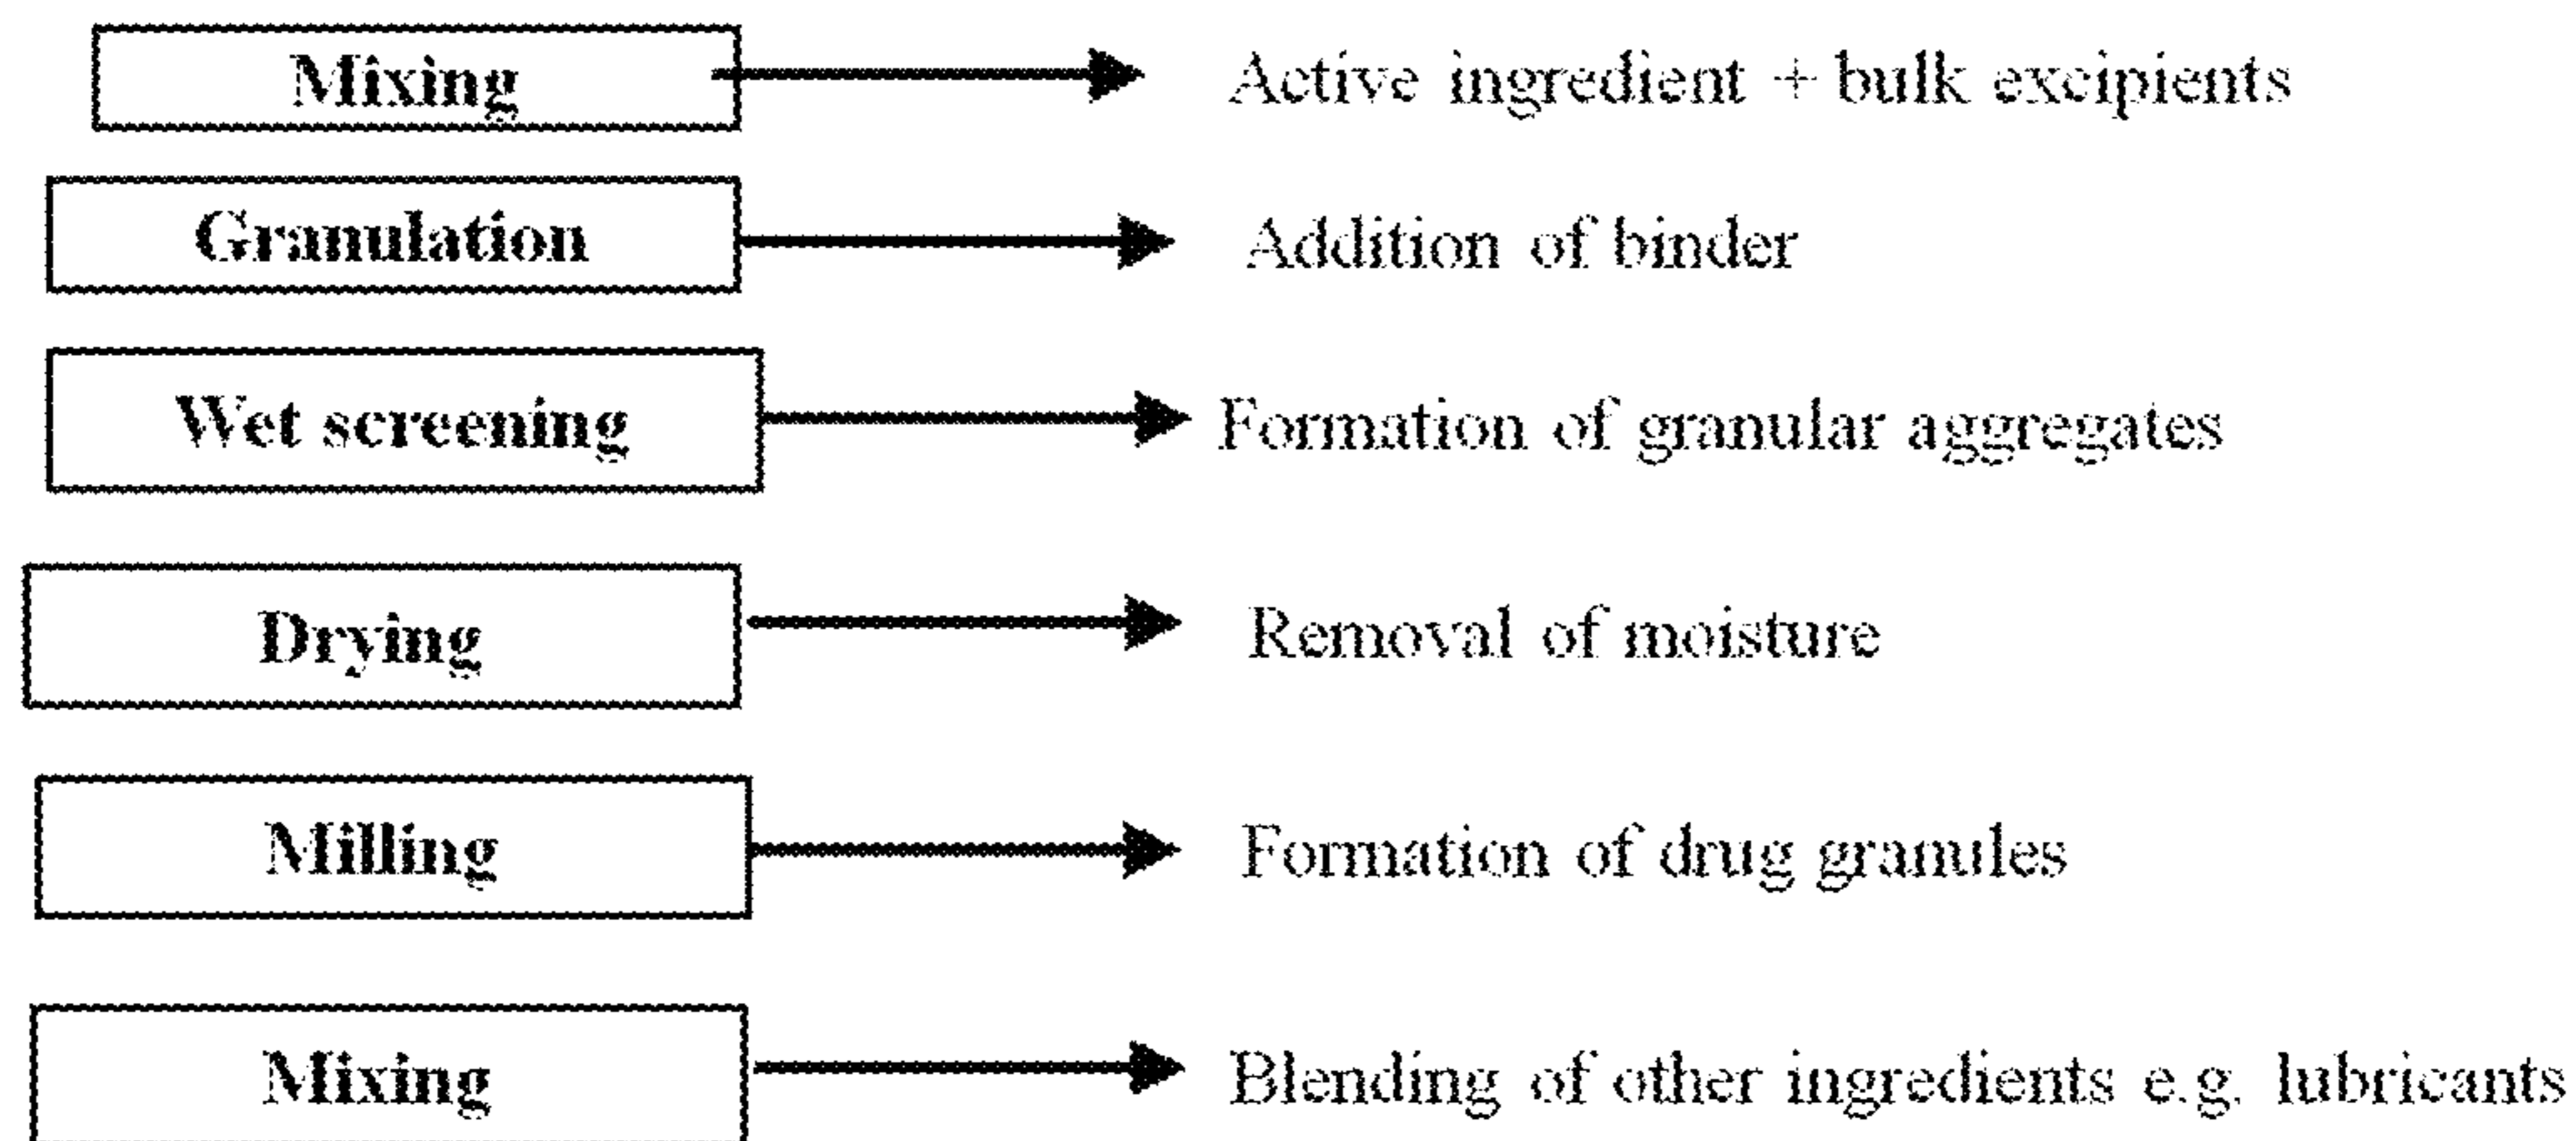 Mixing Active ingredient + bulk excipients
Granulation Addition of binder
Wet screening Formation of granular aggregates
Drying Removal of moisture
Milling Formation of drug granules
Mixing Blending of other ingredients e.g. lubricants